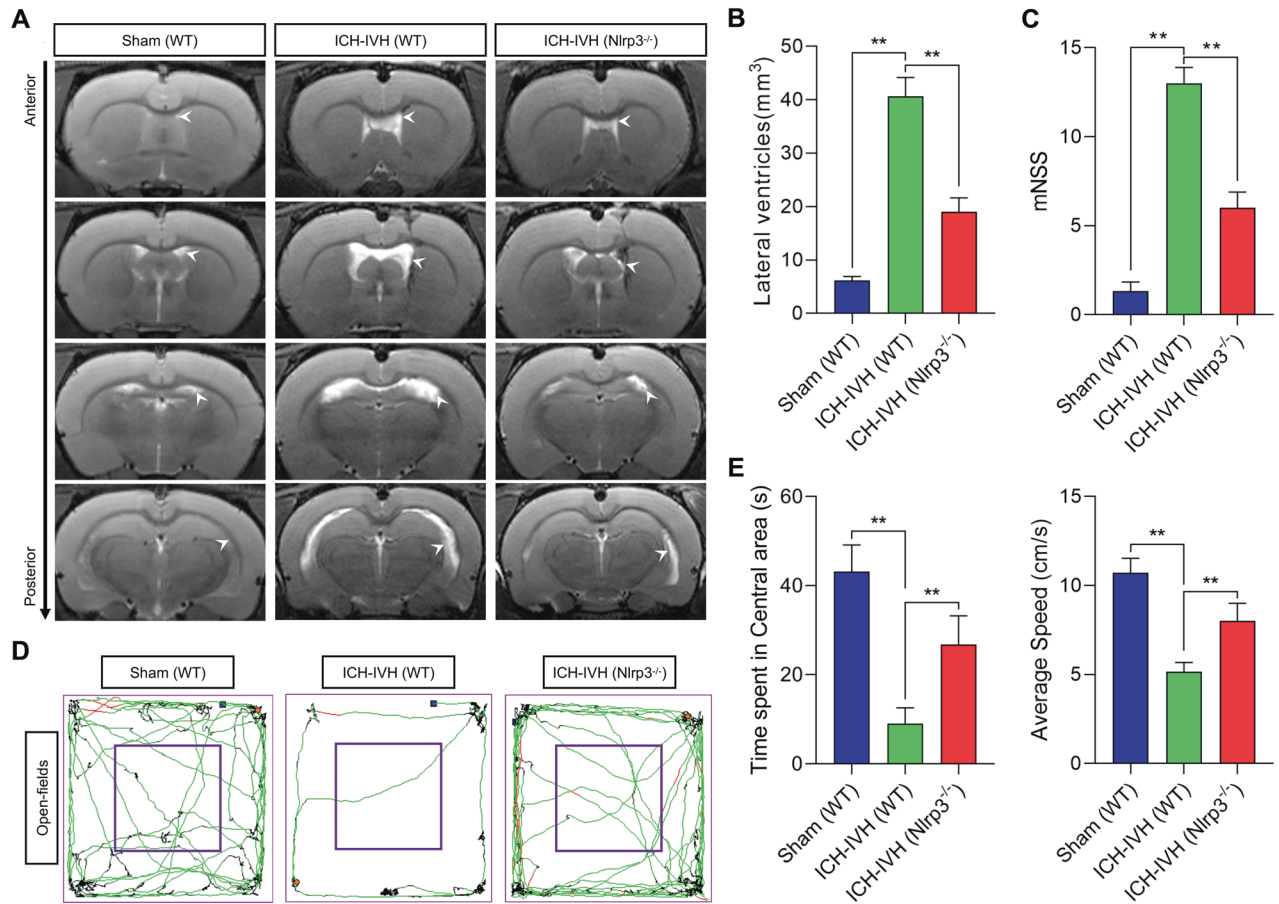 A
Sham (WT)
ICH-IVH (WT)
ICH-IVH (Nlrp3-/-)
Anterior
Posterior
B
Lateral ventricles(mm3)
50
40
30
20
10
0
**
**
Sham (WT)
ICH-IVH (WT)
ICH-IVH (Nlrp3-/-)
C
mNSS
15
10
5
0
**
**
Sham (WT)
ICH-IVH (WT)
ICH-IVH (Nlrp3-/-)
D
Sham (WT)
ICH-IVH (WT)
ICH-IVH (Nlrp3-/-)
Open-fields
E
Time spent in Central area (s)
60
40
20
0
**
**
Sham (WT)
ICH-IVH (WT)
ICH-IVH (Nlrp3-/-)
Average Speed (cm/s)
15
10
5
0
**
**
Sham (WT)
ICH-IVH (WT)
ICH-IVH (Nlrp3-/-)